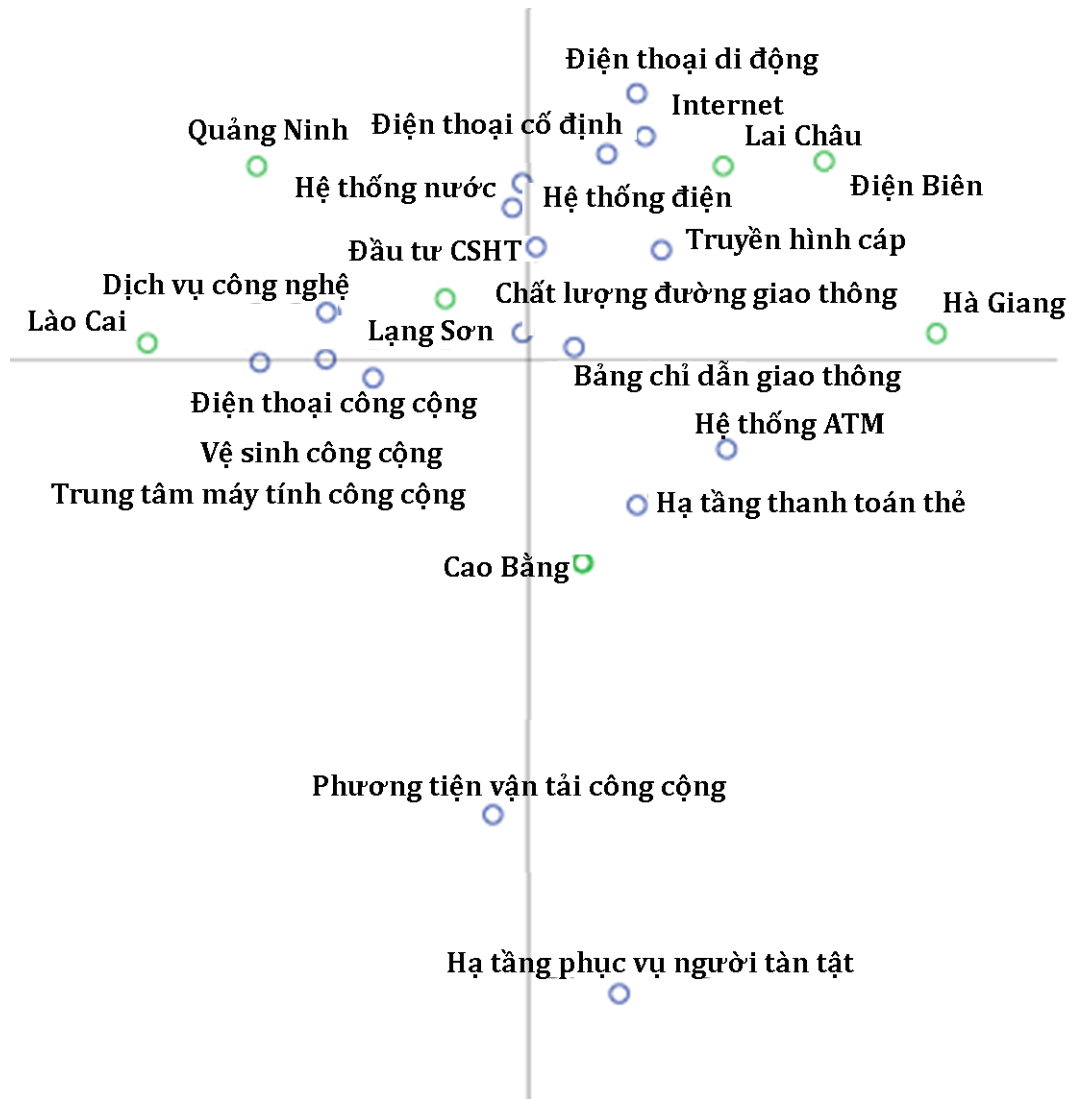 Điện thoại di động
Internet
Quảng Ninh
Điện thoại cố định
Lai Châu
Hệ thống nước
Hệ thống điện
Điện Biên
Đầu tư CSHT
Truyền hình cáp
Dịch vụ công nghệ
Chất lượng đường giao thông
Hà Giang
Lào Cai
Lạng Sơn
Bảng chỉ dẫn giao thông
Điện thoại công cộng
Hệ thống ATM
Vệ sinh công cộng
Trung tâm máy tính công cộng
Hạ tầng thanh toán thẻ
Cao Bằng
Phương tiện vận tải công cộng
Hạ tầng phục vụ người tàn tật